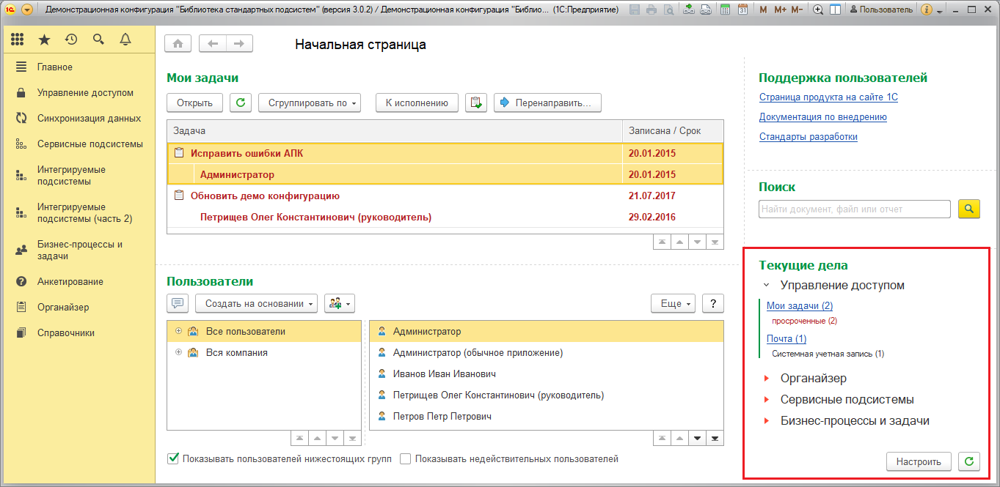 Демонстрационная конфигурация "Библиотека стандартных подсистем" (версия 3.0.2) / Демонстрационная конфигурация "Библио... (1С:Предприятие)
31 M M+ M- Пользователь
Главное
Управление доступом
Синхронизация данных
Сервисные подсистемы
Интегрируемые
подсистемы
Интегрируемые
подсистемы (часть 2)
Бизнес-процессы и
задачи
Анкетирование
Органайзер
Справочники
Начальная страница
Мои задачи
Открыть Сгруппировать по К исполнению Перенаправить...
Задача Записана / Срок
Исправить ошибки АПК 20.01.2015
Администратор 20.01.2015
Обновить демо конфигурацию 21.07.2017
Петрищев Олег Константинович (руководитель) 29.02.2016
Пользователи
Создать на основании Еще ?
Все пользователи
Вся компания
Администратор
Администратор (обычное приложение)
Иванов Иван Иванович
Петрищев Олег Константинович (руководитель)
Петров Петр Петрович
Показывать пользователей нижестоящих групп Показывать недействительных пользователей
Поддержка пользователей
Страница продукта на сайте 1С
Документация по внедрению
Стандарты разработки
Поиск
Найти документ, файл или отчет
Текущие дела
Управление доступом
Мои задачи (2)
просроченные (2)
Почта (1)
Системная учетная запись (1)
Органайзер
Сервисные подсистемы
Бизнес-процессы и задачи
Настроить